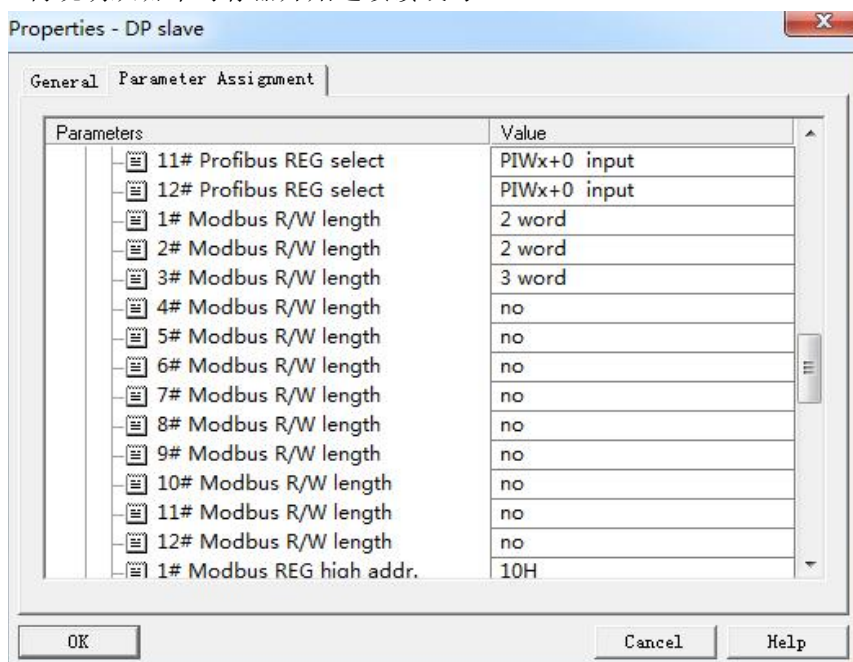 Properties - DP slave
General Parameter Assignment
Parameters Value
11# Profibus REG select PIWx+0 input
12# Profibus REG select PIWx+0 input
1# Modbus R/W length 2 word
2# Modbus R/W length 2 word
3# Modbus R/W length 3 word
4# Modbus R/W length no
5# Modbus R/W length no
6# Modbus R/W length no
7# Modbus R/W length no
8# Modbus R/W length no
9# Modbus R/W length no
10# Modbus R/W length no
11# Modbus R/W length no
12# Modbus R/W length no
1# Modbus REG high addr. 10H
OK Cancel Help